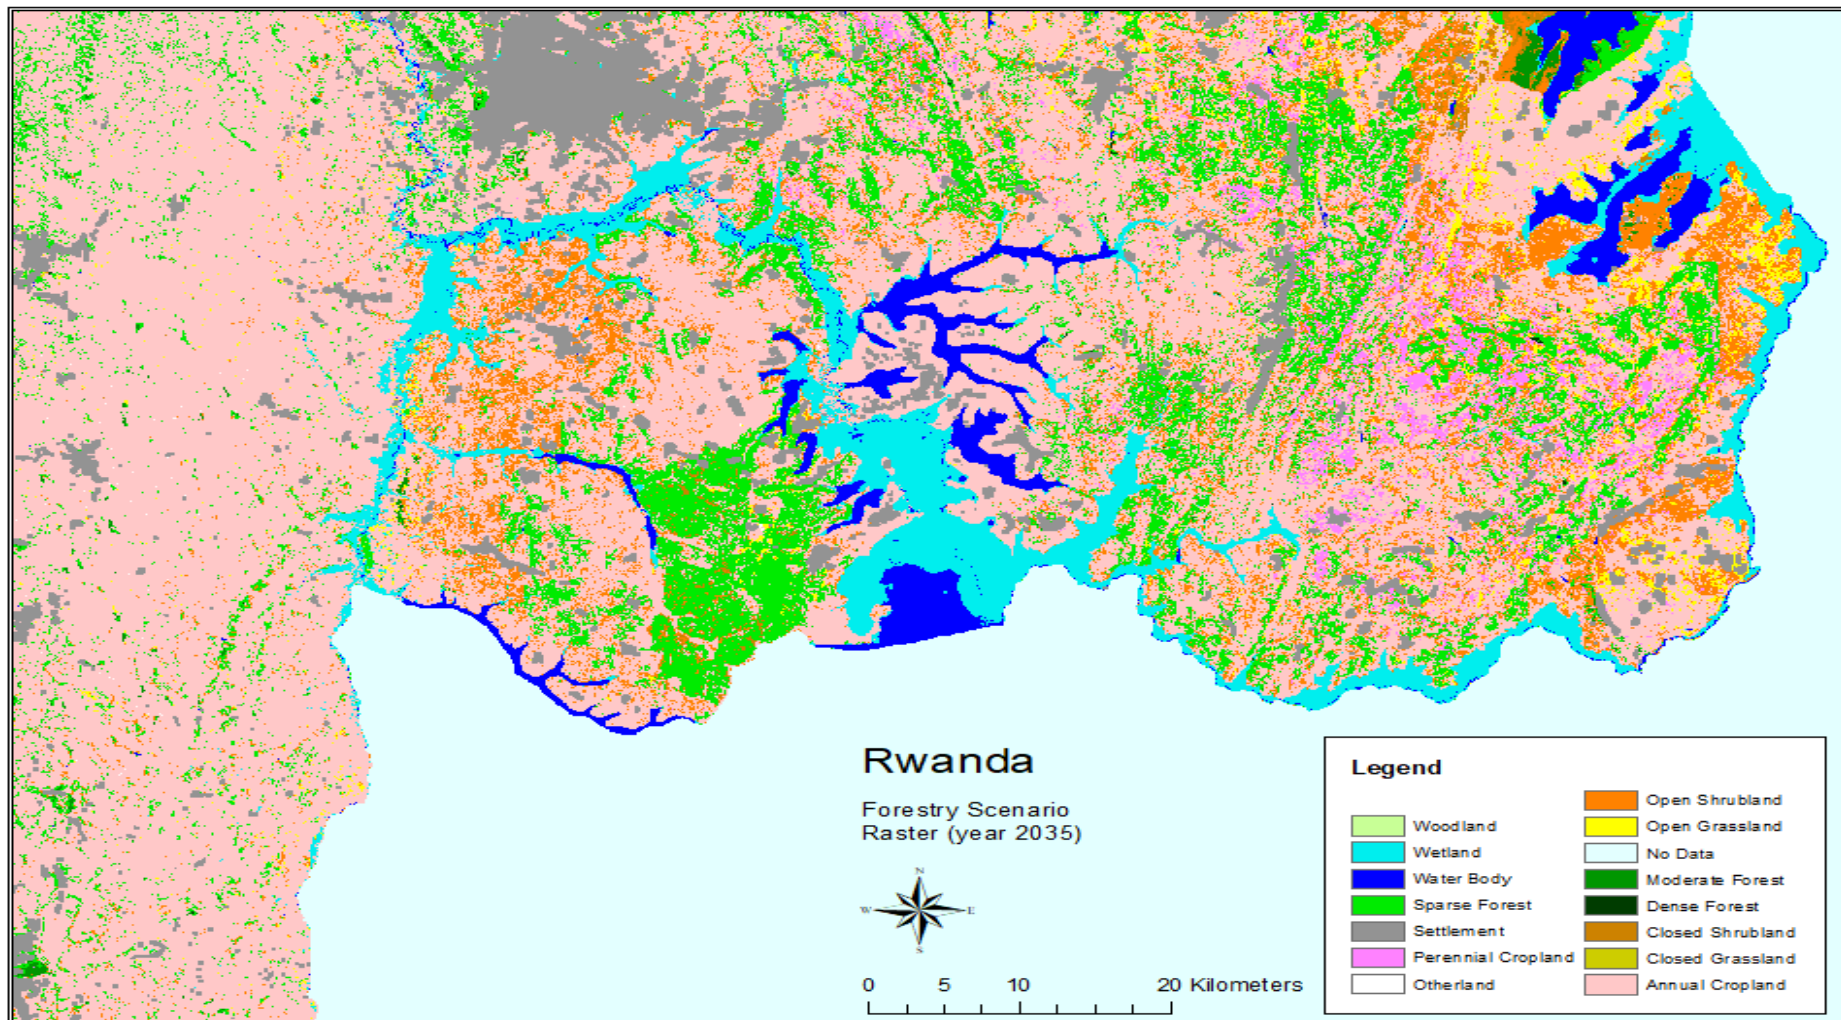 Rwanda
Forestry Scenario
Raster (year 2035)
N
W E
S
0 5 10 20 Kilometers
Legend
Woodland
Wetland
Water Body
Sparse Forest
Settlement
Perennial Cropland
Otherland
Open Shrubland
Open Grassland
No Data
Moderate Forest
Dense Forest
Closed Shrubland
Closed Grassland
Annual Cropland